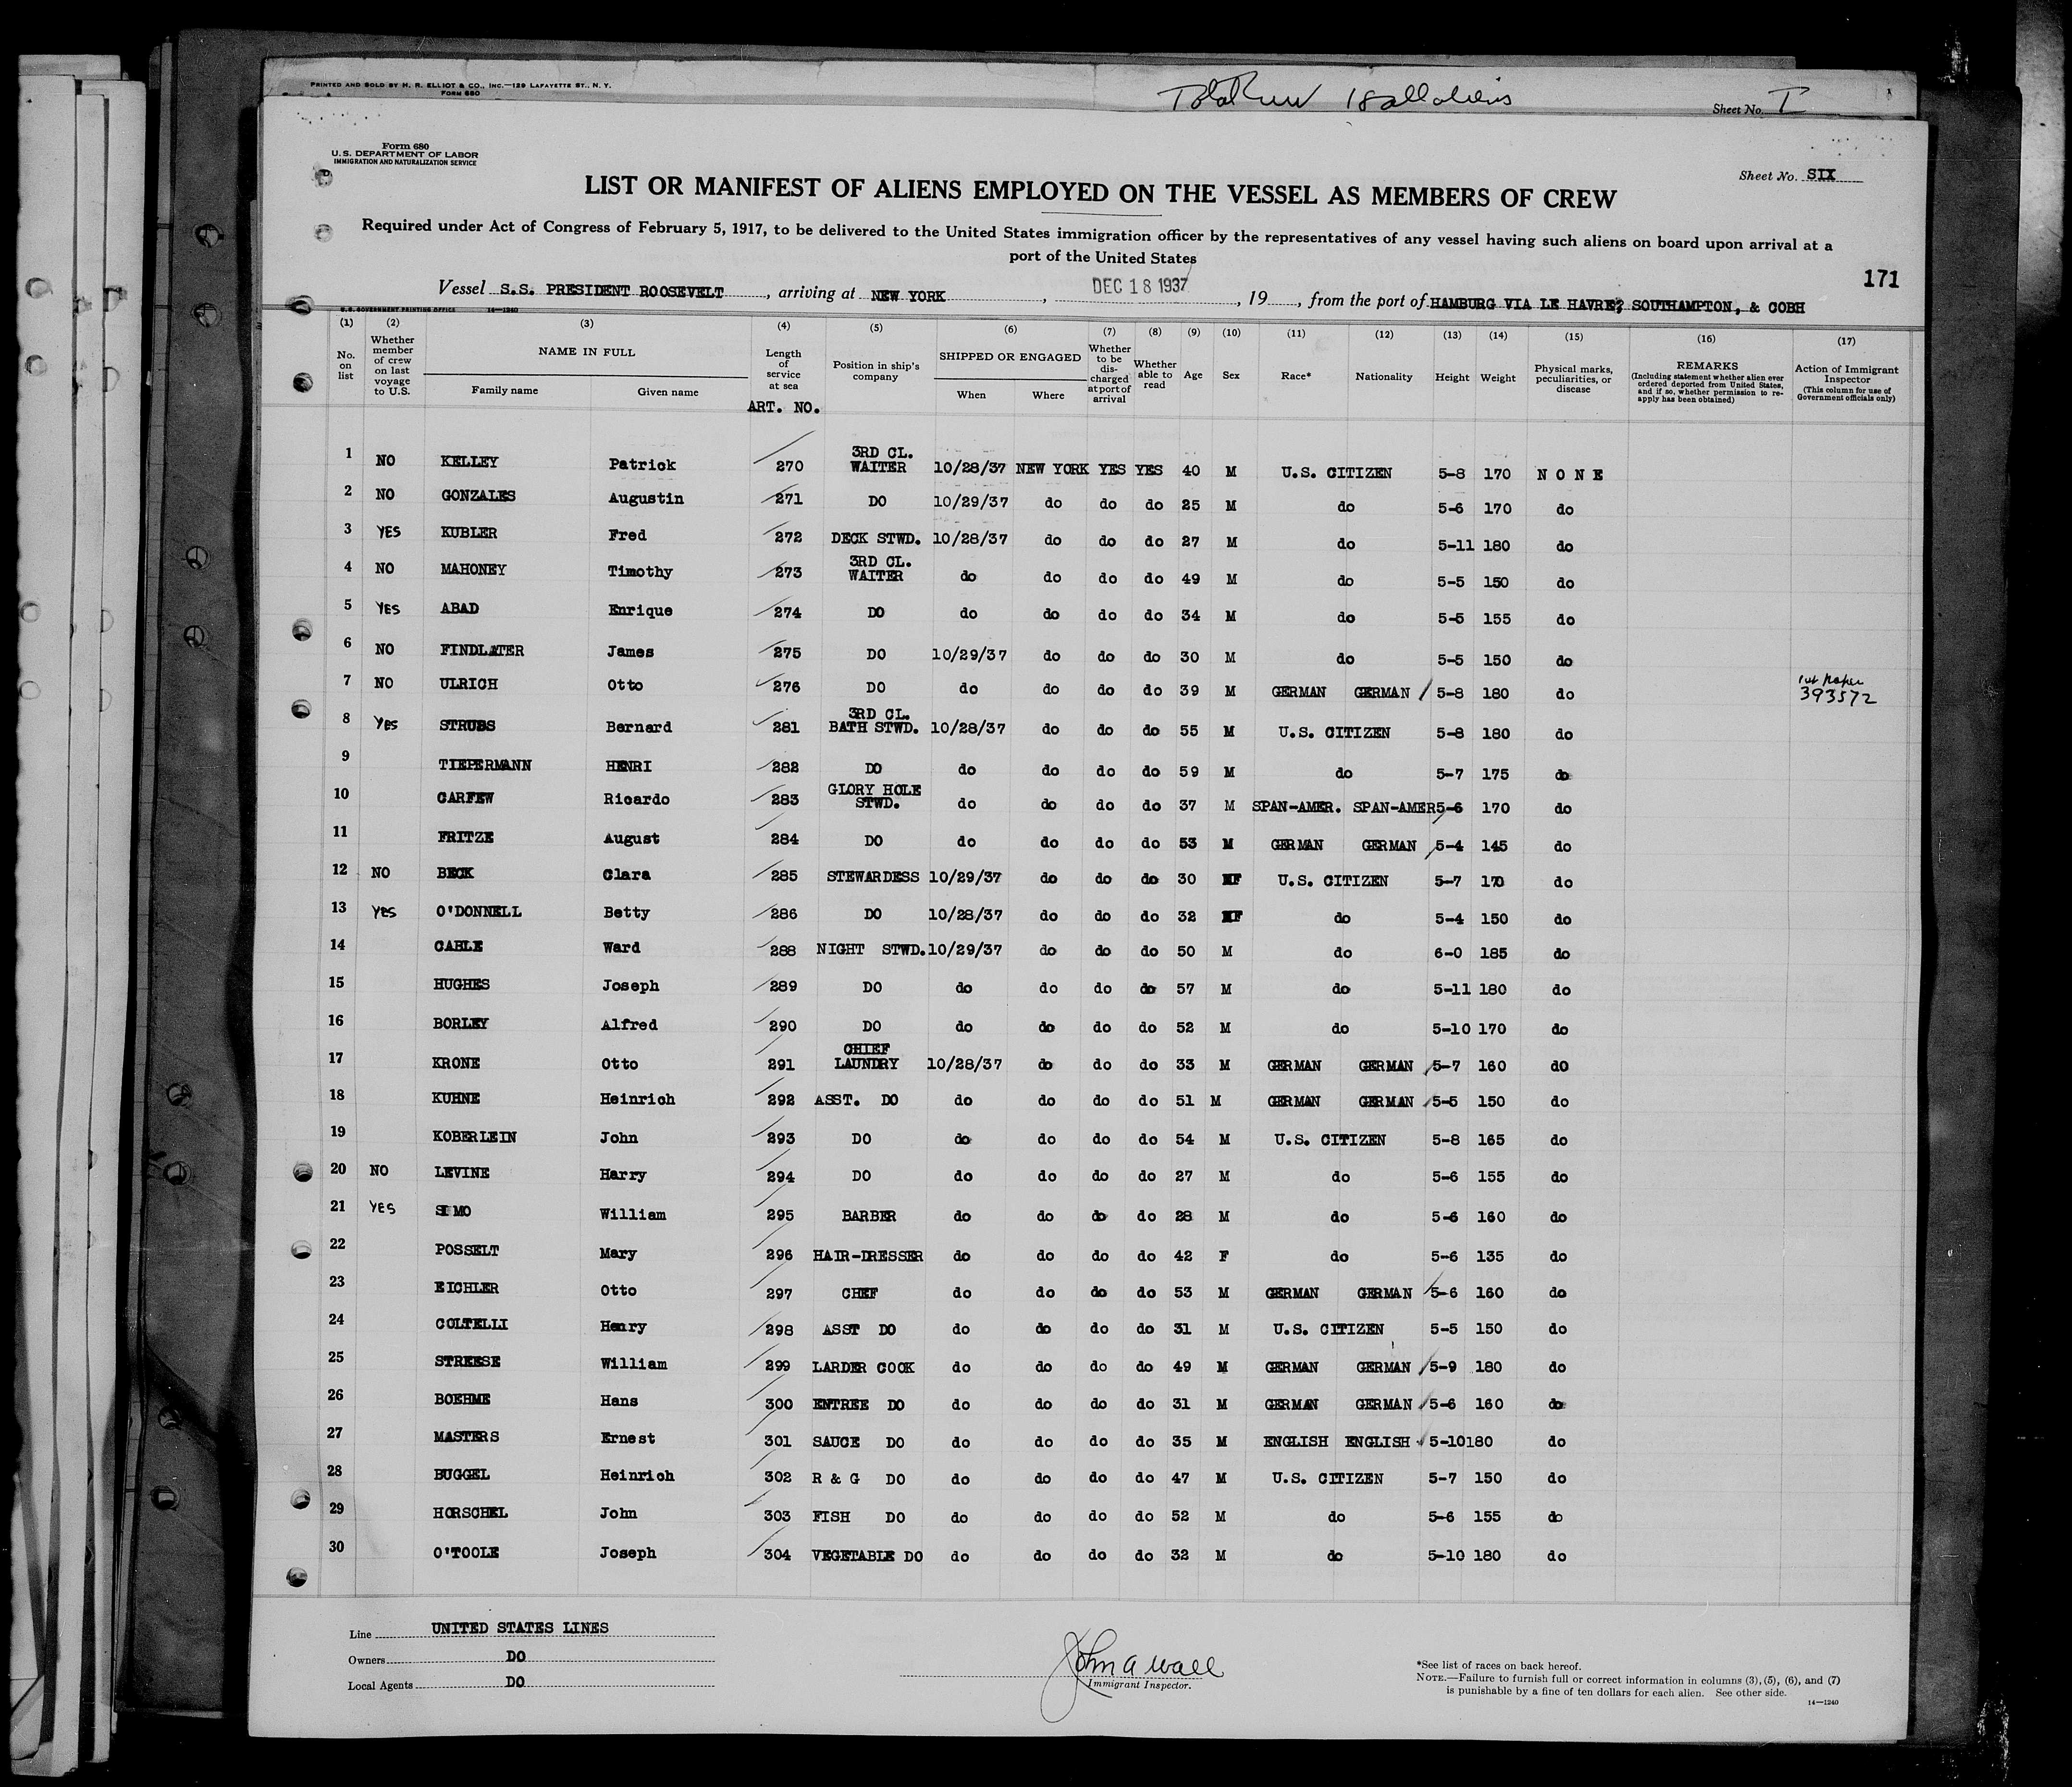 PRINTED AND SOLD BY H. R. ELLIOT & CO., INC.—129 LAFAYETTE ST., N. Y.
FORM 680
18 all aliens
Sheet No. I
Form 680
U. S. DEPARTMENT OF LABOR
IMMIGRATION AND NATURALIZATION SERVICE
Sheet No. SIX
LIST OR MANIFEST OF ALIENS EMPLOYED ON THE VESSEL AS MEMBERS OF CREW
Required under Act of Congress of February 5, 1917, to be delivered to the United States immigration officer by the representatives of any vessel having such aliens on board upon arrival at a
port of the United States
171
Vessel S.S. PRESIDENT ROOSEVELT, arriving at NEW YORK, DEC 18 1937, 19, from the port of HAMBURG VIA LE HAVRE, SOUTHAMPTON, & COBH
U.S. GOVERNMENT PRINTING OFFICE 14—1240
(1) No. on list
(2) Whether member of crew on last voyage to U.S.
(3) NAME IN FULL Family name Given name
(4) Length of service at sea ART. NO.
(5) Position in ship's company
(6) SHIPPED OR ENGAGED When Where
(7) Whether to be discharged at port of arrival
(8) Whether able to read
(9) Age
(10) Sex
(11) Race*
(12) Nationality
(13) Height
(14) Weight
(15) Physical marks, peculiarities, or disease
(16) REMARKS (Including statement whether alien ever ordered deported from United States, and if so, whether permission to re-apply has been obtained)
(17) Action of Immigrant Inspector (This column for use of Government officials only)
1 NO KELLEY Patrick 270 3RD CL. WAITER 10/28/37 NEW YORK YES YES 40 M U.S. CITIZEN 5-8 170 N O N E
2 NO GONZALES Augustin 271 DO 10/29/37 do do do 25 M do 5-6 170 do
3 YES KUBLER Fred 272 DECK STWD. 10/28/37 do do do 27 M do 5-11 180 do
4 NO MAHONEY Timothy 273 3RD CL. WAITER do do do do 49 M do 5-5 150 do
5 YES ABAD Enrique 274 DO do do do do 34 M do 5-5 155 do
6 NO FINDLATER James 275 DO 10/29/37 do do do 30 M do 5-5 150 do
7 NO ULRICH Otto 276 DO do do do do 39 M GERMAN GERMAN 5-8 180 do 1st Paper 393572
8 Yes STRUBS Bernard 281 3RD CL. BATH STWD. 10/28/37 do do do 55 M U.S. CITIZEN 5-8 180 do
9 TIEPERMANN HENRI 282 DO do do do do 59 M do 5-7 175 do
10 CARFEW Ricardo 283 GLORY HOLE STWD. do do do do 37 M SPAN-AMER. SPAN-AMER 5-6 170 do
11 FRITZE August 284 DO do do do do 53 M GERMAN GERMAN 5-4 145 do
12 NO BECK Clara 285 STEWARDESS 10/29/37 do do do 30 F U.S. CITIZEN 5-7 170 do
13 Yes O'DONNELL Betty 286 DO 10/28/37 do do do 32 F do 5-4 150 do
14 CABLE Ward 288 NIGHT STWD. 10/29/37 do do do 50 M do 6-0 185 do
15 HUGHES Joseph 289 DO do do do do 57 M do 5-11 180 do
16 BORLEY Alfred 290 DO do do do do 52 M do 5-10 170 do
17 KRONE Otto 291 CHIEF LAUNDRY 10/28/37 do do do 33 M GERMAN GERMAN 5-7 160 do
18 KUHNE Heinrich 292 ASST. DO do do do do 51 M GERMAN GERMAN 5-5 150 do
19 KOBERLEIN John 293 DO do do do do 54 M U.S. CITIZEN 5-8 165 do
20 NO LEVINE Harry 294 DO do do do do 27 M do 5-6 155 do
21 YES SIMO William 295 BARBER do do do do 28 M do 5-6 160 do
22 POSSELT Mary 296 HAIR-DRESSER do do do do 42 F do 5-6 135 do
23 EICHLER Otto 297 CHEF do do do do 53 M GERMAN GERMAN 5-6 160 do
24 COLTELLI Henry 298 ASST DO do do do do 31 M U.S. CITIZEN 5-5 150 do
25 STREESE William 299 LARDER COOK do do do do 49 M GERMAN GERMAN 5-9 180 do
26 BOEHME Hans 300 ENTREE DO do do do do 31 M GERMAN GERMAN 5-6 160 do
27 MASTERS Ernest 301 SAUCE DO do do do do 35 M ENGLISH ENGLISH 5-10 180 do
28 BUGGEL Heinrich 302 R & G DO do do do do 47 M U.S. CITIZEN 5-7 150 do
29 HORSCHEL John 303 FISH DO do do do do 52 M do 5-6 155 do
30 O'TOOLE Joseph 304 VEGETABLE DO do do do do 32 M do 5-10 180 do
Line UNITED STATES LINES
Owners DO
Local Agents DO
John A Wall
Immigrant Inspector.
*See list of races on back hereof.
NOTE.—Failure to furnish full or correct information in columns (3), (5), (6), and (7)
is punishable by a fine of ten dollars for each alien. See other side.
14—1240